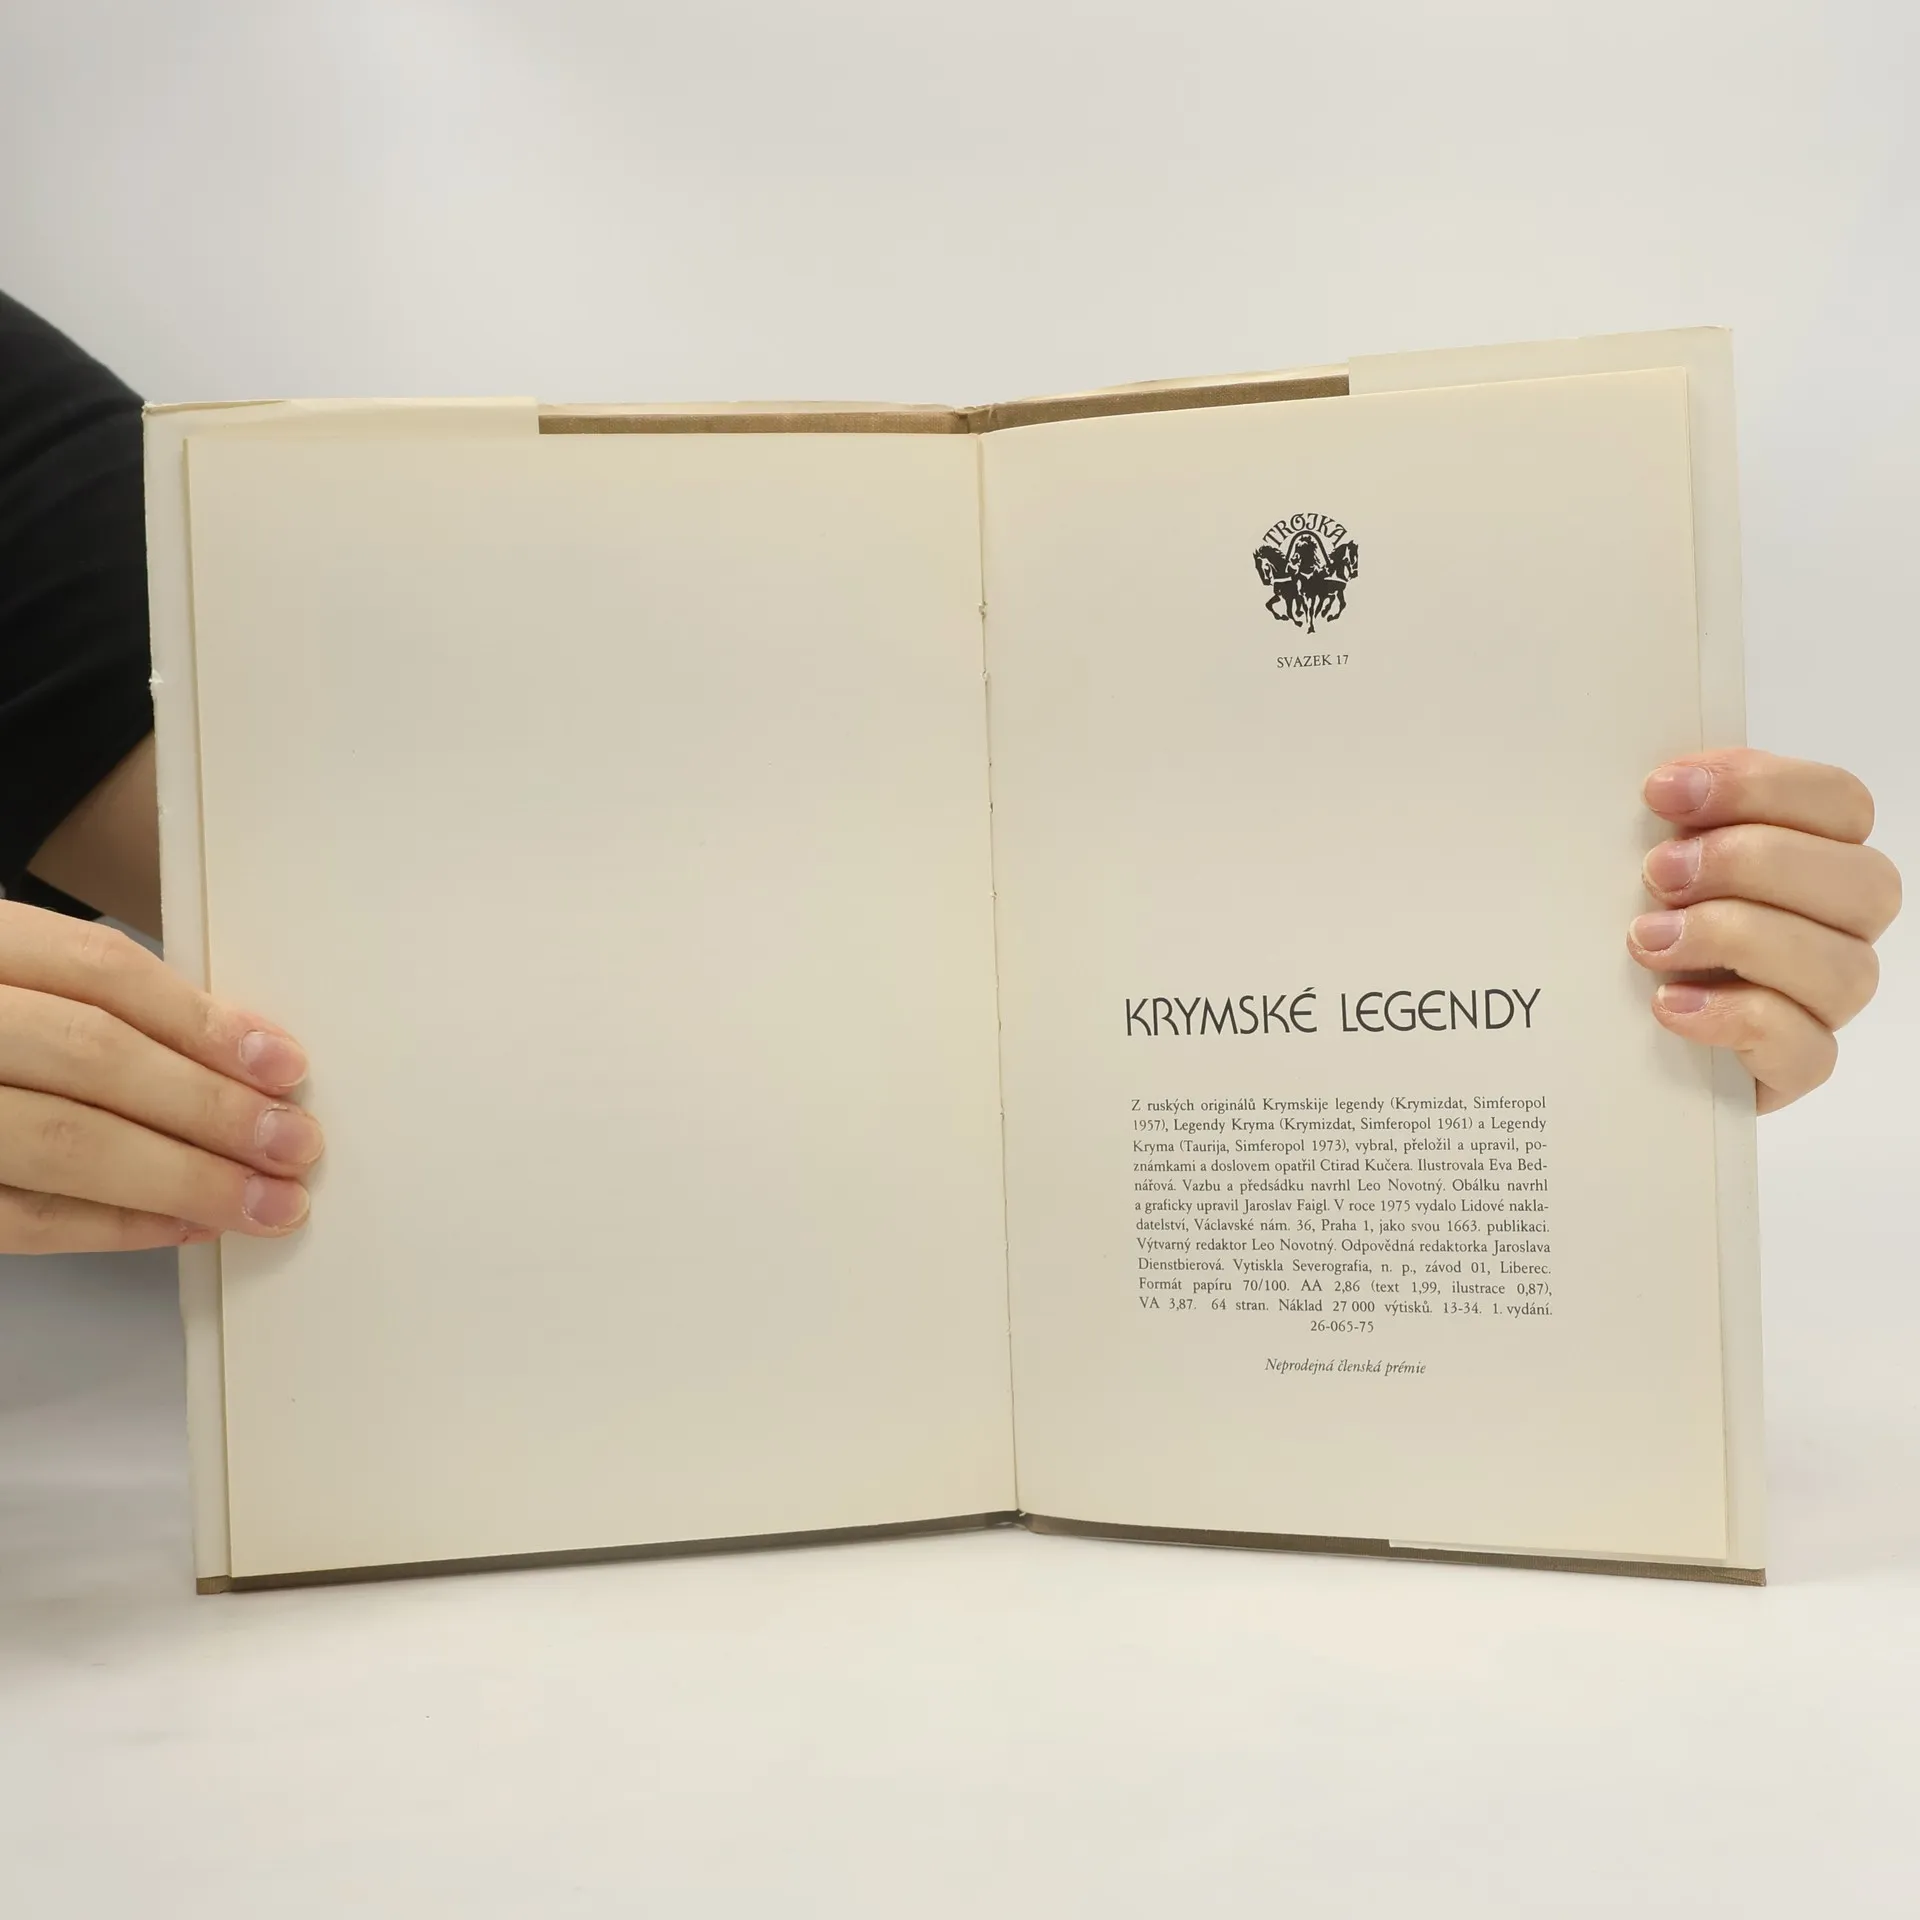 TROJKA
SVAZEK 17
KRYMSKÉ LEGENDY
Z ruských originálů Krymskije legendy (Krymizdat, Simferopol
1957), Legendy Kryma (Krymizdat, Simferopol 1961) a Legendy
Kryma (Taurija, Simferopol 1973), vybral, přeložil a upravil, po-
známkami a doslovem opatřil Ctirad Kučera. Ilustrovala Eva Bed-
nářová. Vazbu a předsádku navrhl Leo Novotný. Obálku navrhl
a graficky upravil Jaroslav Faigl. V roce 1975 vydalo Lidové nakla-
datelství, Václavské nám. 36, Praha 1, jako svou 1663. publikaci.
Výtvarný redaktor Leo Novotný. Odpovědná redaktorka Jaroslava
Dienstbierová. Vytiskla Severografia, n. p., závod 01, Liberec.
Formát papíru 70/100. AA 2,86 (text 1,99, ilustrace 0,87),
VA 3,87. 64 stran. Náklad 27 000 výtisků. 13-34. 1. vydání.
26-065-75
Neprodejná členská prémie